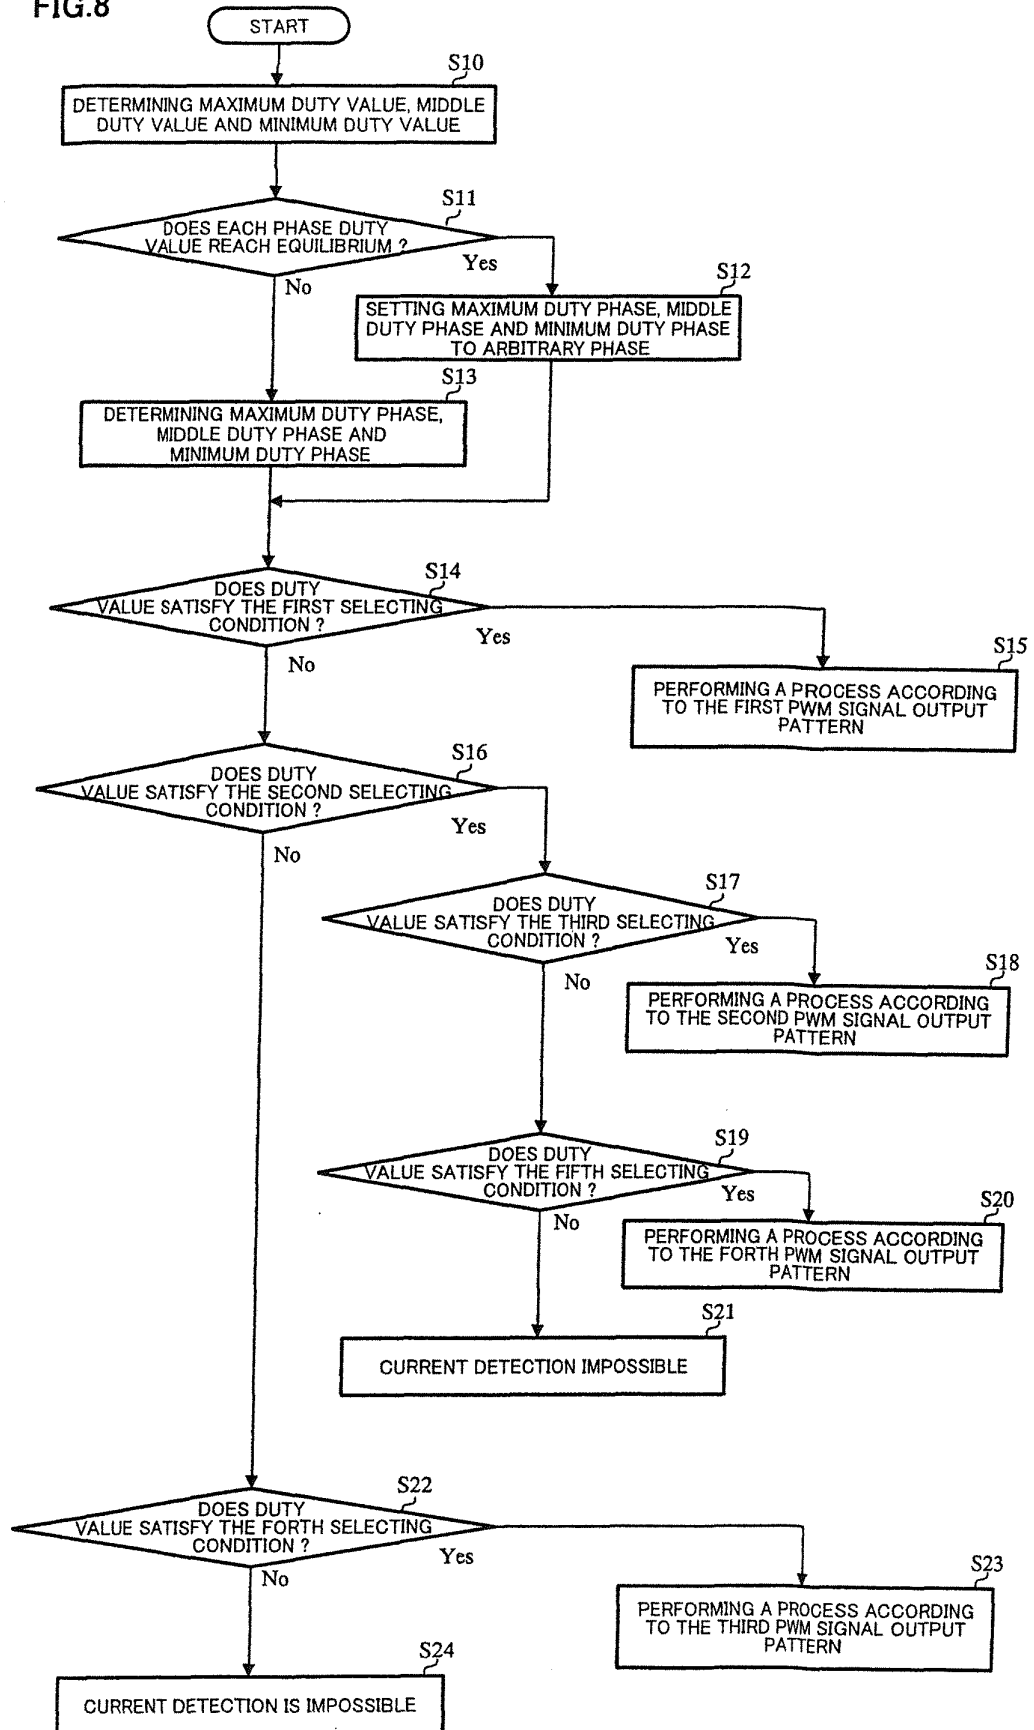 FIG.8
START
S10
DETERMINING MAXIMUM DUTY VALUE, MIDDLE
DUTY VALUE AND MINIMUM DUTY VALUE
S11
DOES EACH PHASE DUTY
VALUE REACH EQUILIBRIUM ?
Yes
No
S12
SETTING MAXIMUM DUTY PHASE, MIDDLE
DUTY PHASE AND MINIMUM DUTY PHASE
TO ARBITRARY PHASE
S13
DETERMINING MAXIMUM DUTY PHASE,
MIDDLE DUTY PHASE AND
MINIMUM DUTY PHASE
S14
DOES DUTY
VALUE SATISFY THE FIRST SELECTING
CONDITION ?
Yes
No
S15
PERFORMING A PROCESS ACCORDING
TO THE FIRST PWM SIGNAL OUTPUT
PATTERN
S16
DOES DUTY
VALUE SATISFY THE SECOND SELECTING
CONDITION ?
Yes
No
S17
DOES DUTY
VALUE SATISFY THE THIRD SELECTING
CONDITION ?
Yes
No
S18
PERFORMING A PROCESS ACCORDING
TO THE SECOND PWM SIGNAL OUTPUT
PATTERN
S19
DOES DUTY
VALUE SATISFY THE FIFTH SELECTING
CONDITION ?
Yes
No
S20
PERFORMING A PROCESS ACCORDING
TO THE FORTH PWM SIGNAL OUTPUT
PATTERN
S21
CURRENT DETECTION IMPOSSIBLE
S22
DOES DUTY
VALUE SATISFY THE FORTH SELECTING
CONDITION ?
Yes
No
S23
PERFORMING A PROCESS ACCORDING
TO THE THIRD PWM SIGNAL OUTPUT
PATTERN
S24
CURRENT DETECTION IS IMPOSSIBLE